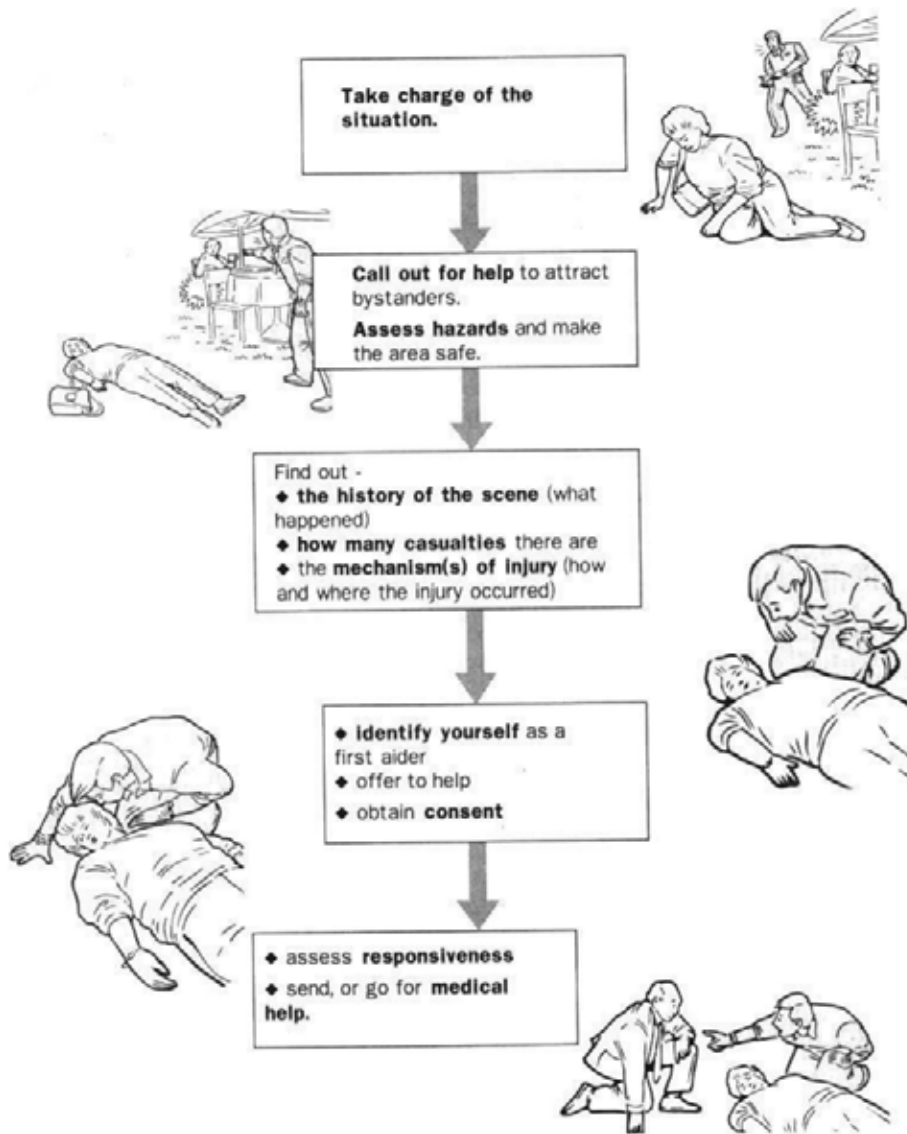 Take charge of the
situation.
Call out for help to attract
bystanders.
Assess hazards and make
the area safe.
Find out -
◆ the history of the scene (what
happened)
◆ how many casualties there are
◆ the mechanism(s) of injury (how
and where the injury occurred)
◆ identify yourself as a
first aider
◆ offer to help
◆ obtain consent
◆ assess responsiveness
◆ send, or go for medical
help.